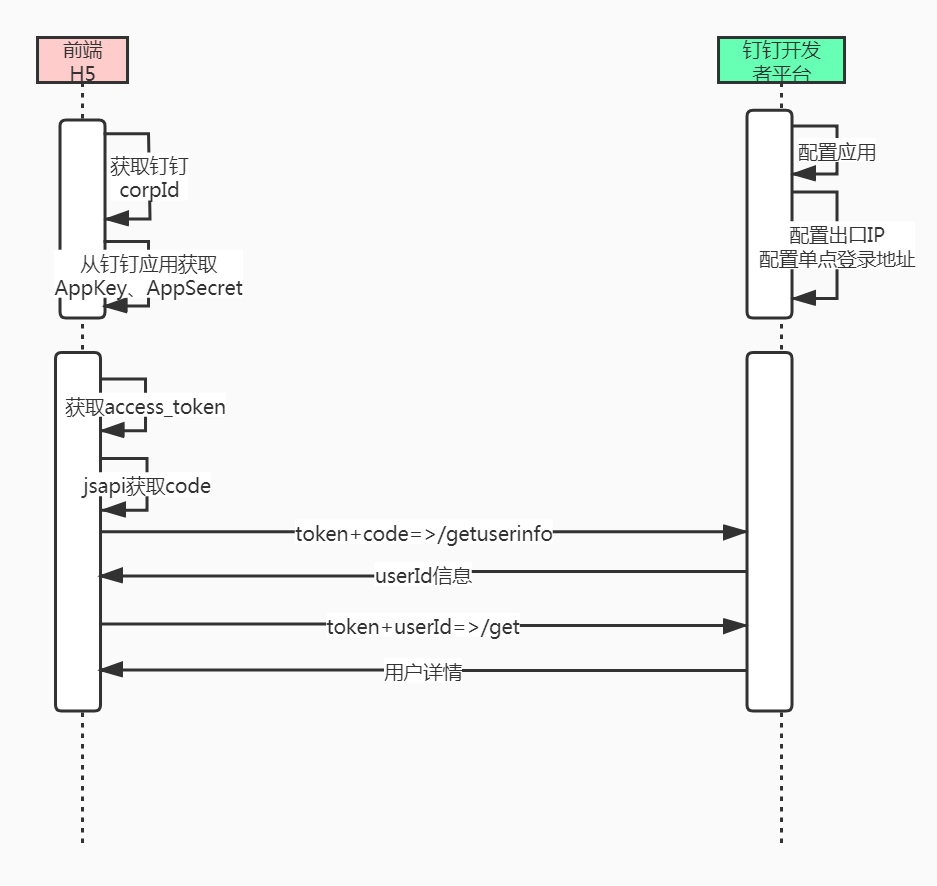 前端
H5
钉钉开发
者平台
获取钉钉
corpId
从钉钉应用获取
AppKey、AppSecret
配置应用
配置出口IP
配置单点登录地址
获取access_token
jsapi获取code
token+code=>/getuserinfo
userId信息
token+userId=>/get
用户详情